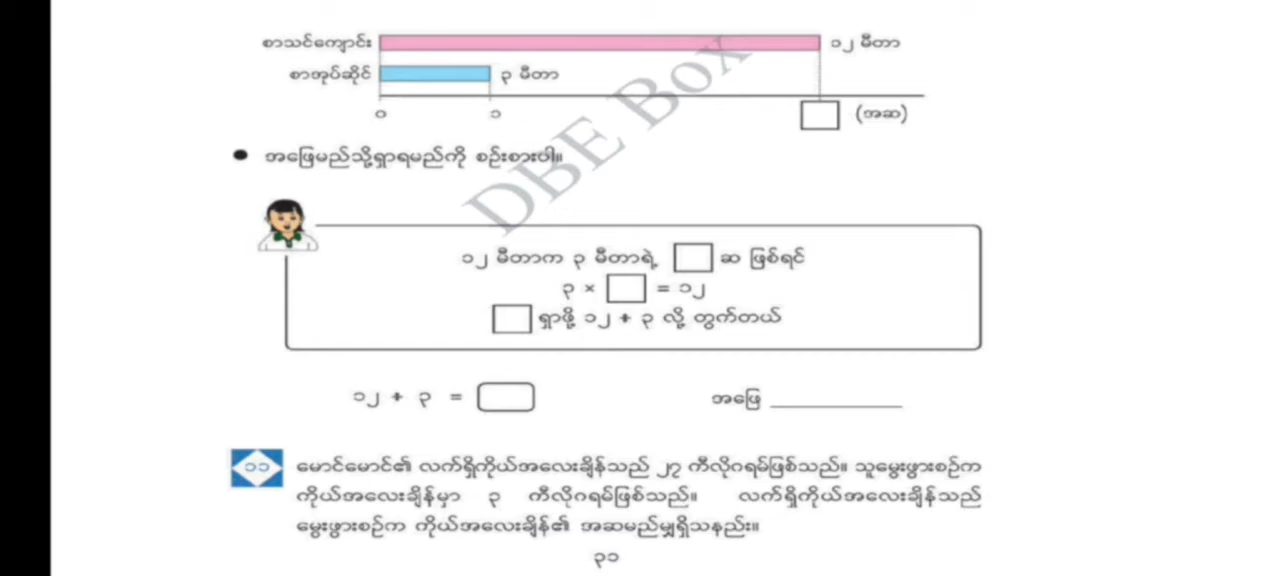 စာသင်ကျောင်း ၁၂ မီတာ
စာအုပ်ဆိုင် ၃ မီတာ
၀ ၁ (အဆ)
● အဖြေမည်သို့ရှာရမည်ကို စဉ်းစားပါ။
DBE Box
၁၂ မီတာက ၃ မီတာရဲ့ ဆ ဖြစ်ရင်
၃ × = ၁၂
ရှာဖို့ ၁၂ ÷ ၃ လို့ တွက်တယ်
၁၂ ÷ ၃ = အဖြေ
၁၁ မောင်မောင်၏ လက်ရှိကိုယ်အလေးချိန်သည် ၂၇ ကီလိုဂရမ်ဖြစ်သည်။ သူမွေးဖွားစဉ်က
ကိုယ်အလေးချိန်မှာ ၃ ကီလိုဂရမ်ဖြစ်သည်။ လက်ရှိကိုယ်အလေးချိန်သည်
မွေးဖွားစဉ်က ကိုယ်အလေးချိန်၏ အဆမည်မျှရှိသနည်း။
၃၁